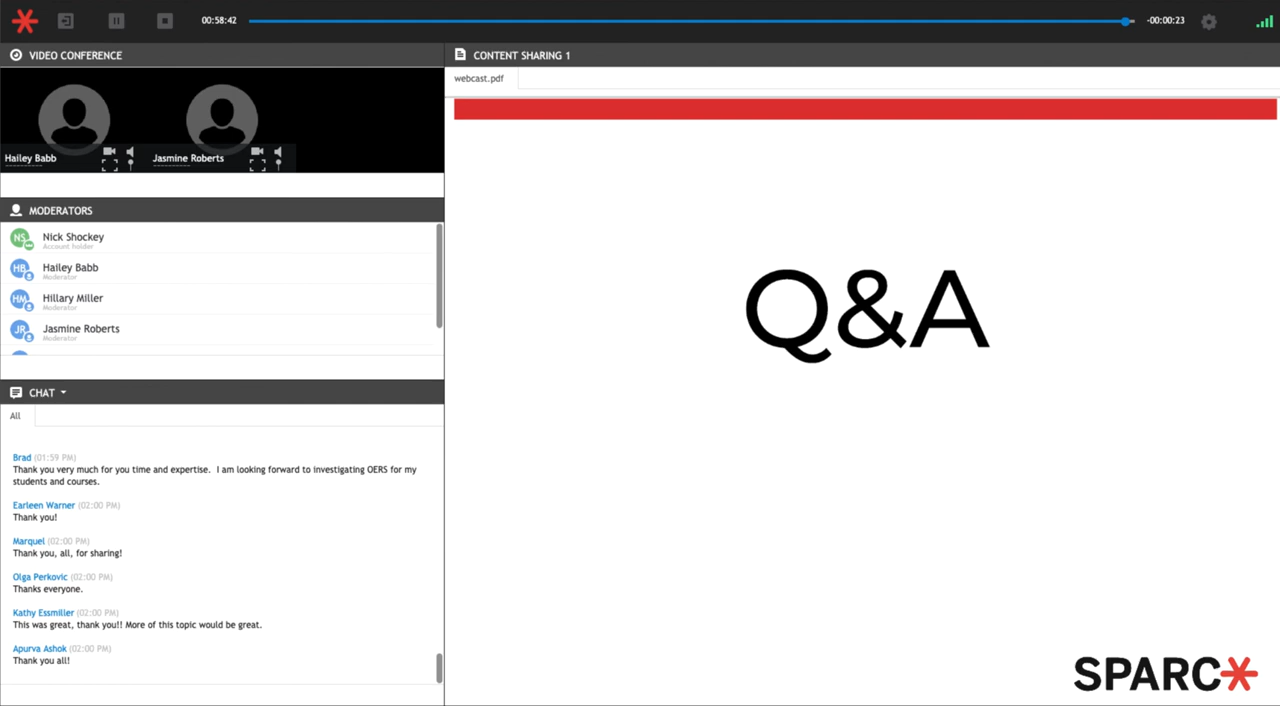 00:58:42
-00:00:23
VIDEO CONFERENCE
Hailey Babb
Jasmine Roberts
MODERATORS
NS
Nick Shockey
Account holder
HB
Hailey Babb
Moderator
HM
Hillary Miller
Moderator
JR
Jasmine Roberts
Moderator
CHAT
All
Brad (01:59 PM)
Thank you very much for you time and expertise. I am looking forward to investigating OERS for my
students and courses.
Earleen Warner (02:00 PM)
Thank you!
Marquel (02:00 PM)
Thank you, all, for sharing!
Olga Perkovic (02:00 PM)
Thanks everyone.
Kathy Essmiller (02:00 PM)
This was great, thank you!! More of this topic would be great.
Apurva Ashok (02:00 PM)
Thank you all!
CONTENT SHARING 1
webcast.pdf
Q&A
SPARC